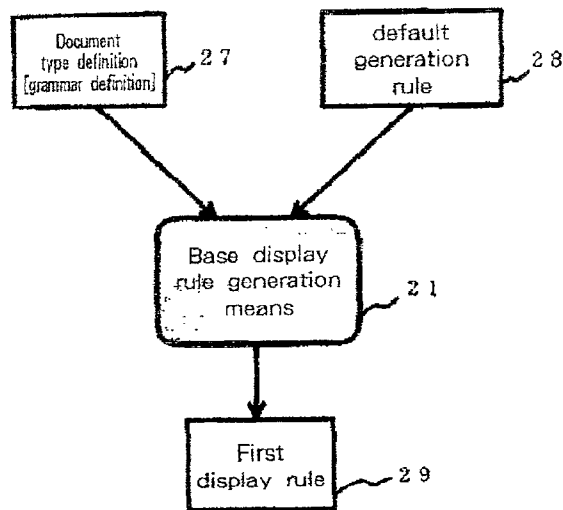 Document
type definition
[grammar definition]
27
default
generation
rule
28
Base display
rule generation
means
21
First
display rule
29